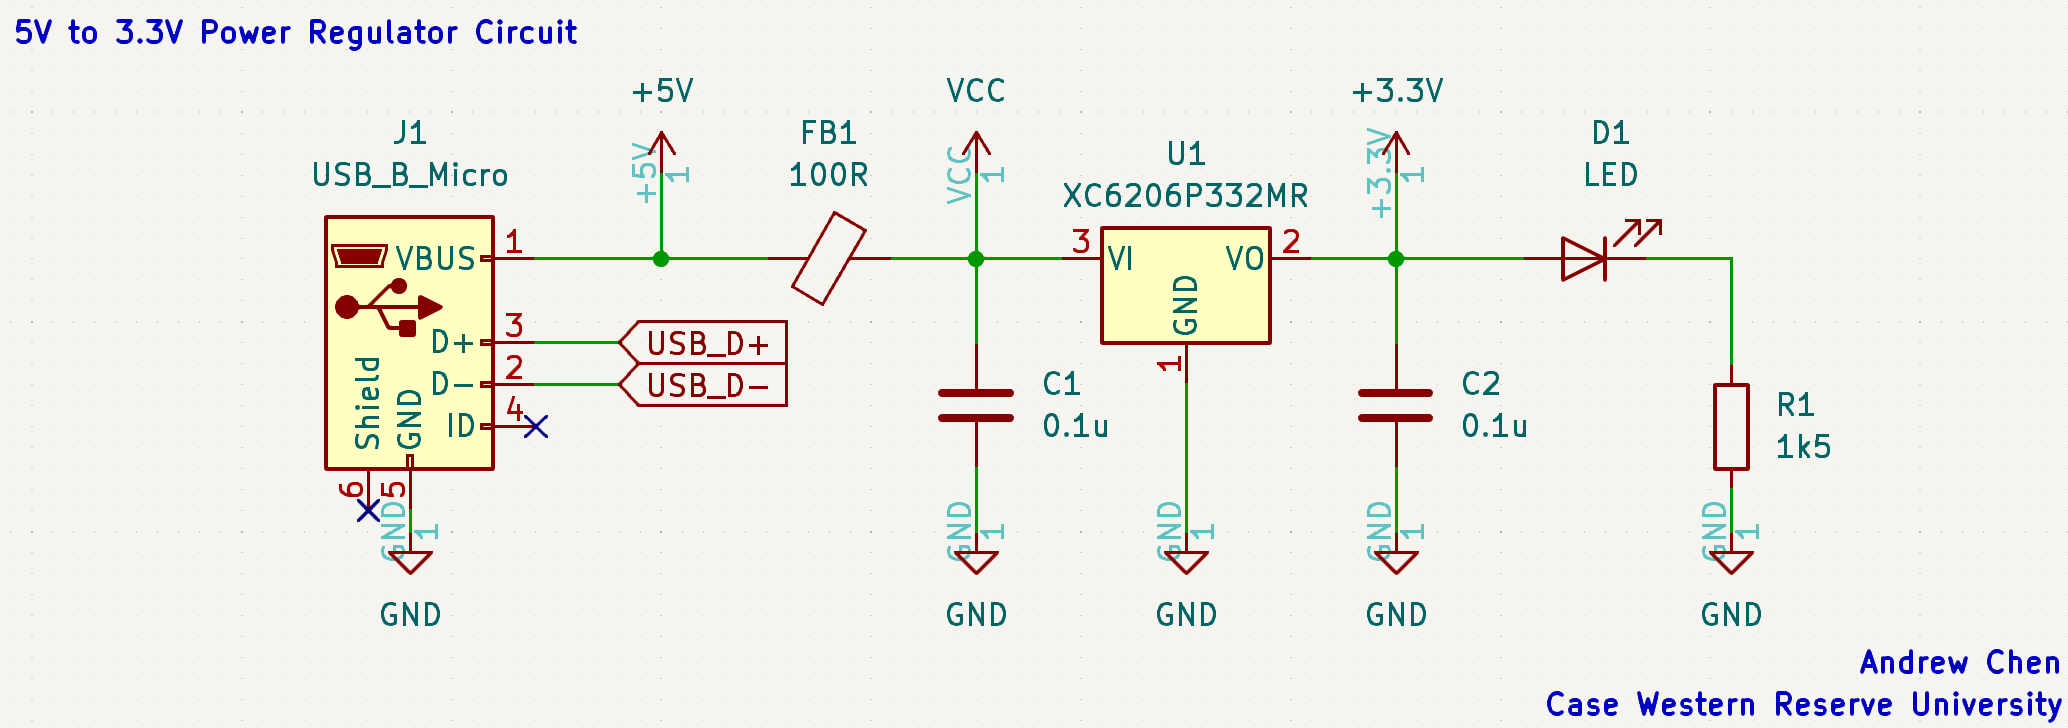 5V to 3.3V Power Regulator Circuit
+5V
VCC
+3.3V
J1
USB_B_Micro
FB1
100R
U1
XC6206P332MR
D1
LED
+5V
1
VCC
1
+3.3V
1
VBUS
1
3
VI
VO
2
GND
1
D+
3
USB_D+
D-
2
USB_D-
ID
4
Shield
6
GND
5
C1
0.1u
C2
0.1u
R1
1k5
GND
1
GND
1
GND
1
GND
1
GND
1
GND
GND
GND
GND
GND
Andrew Chen
Case Western Reserve University